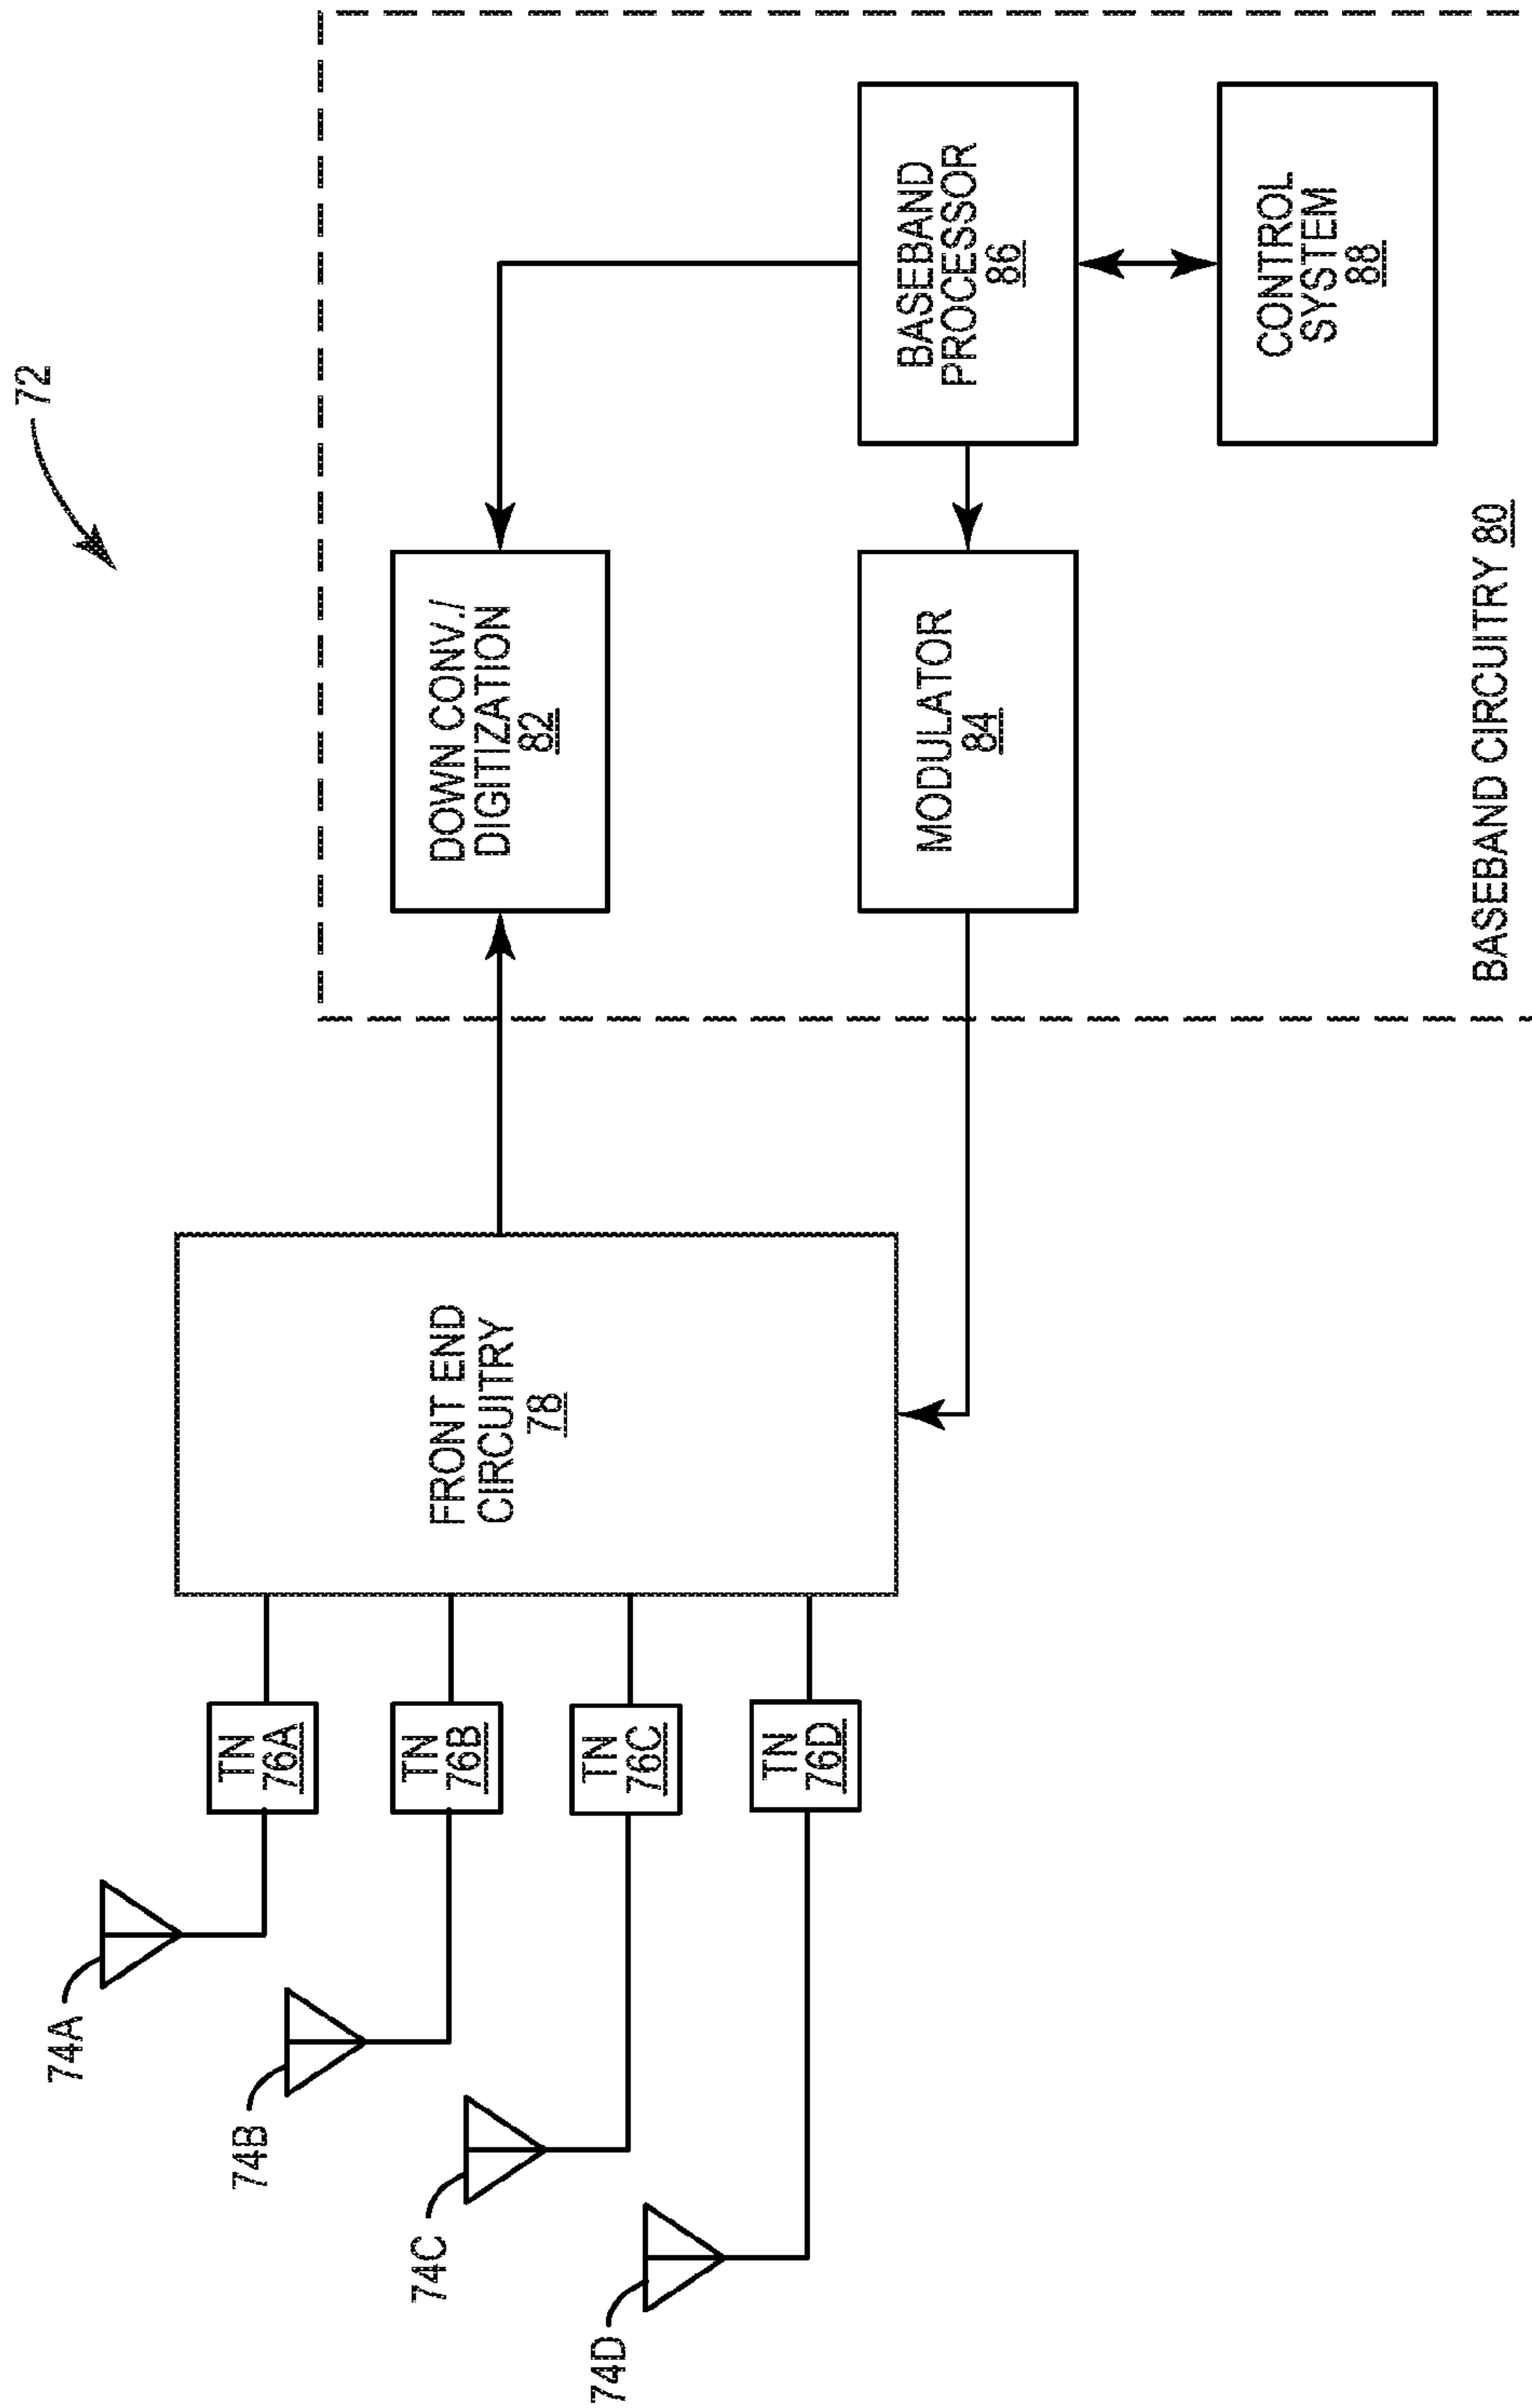 72
74A
74B
74C
74D
TN
76A
TN
76B
TN
76C
TN
76D
FRONT END
CIRCUITRY
78
DOWN CONV./
DIGITIZATION
82
MODULATOR
84
BASEBAND
PROCESSOR
86
CONTROL
SYSTEM
88
BASEBAND CIRCUITRY 80